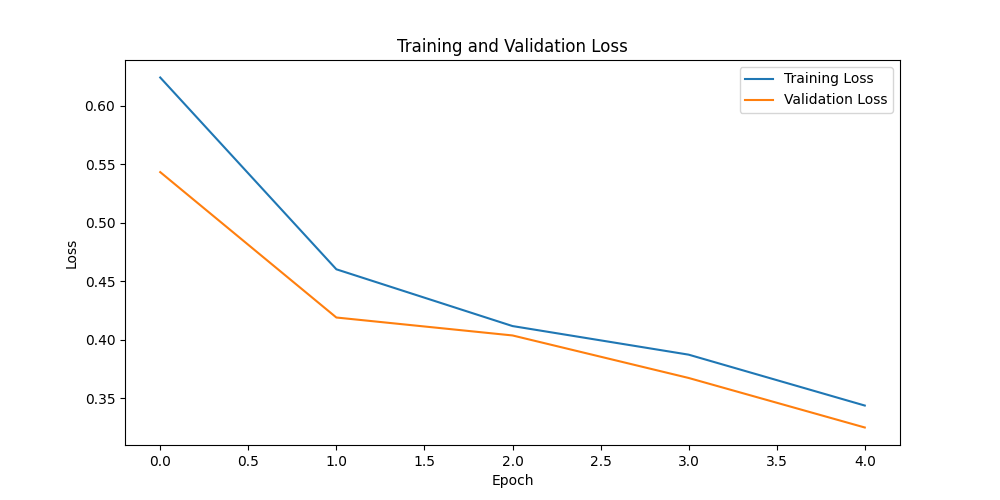 Training and Validation Loss
Training Loss
Validation Loss
0.60
0.55
0.50
0.45
0.40
0.35
Loss
0.0 0.5 1.0 1.5 2.0 2.5 3.0 3.5 4.0
Epoch